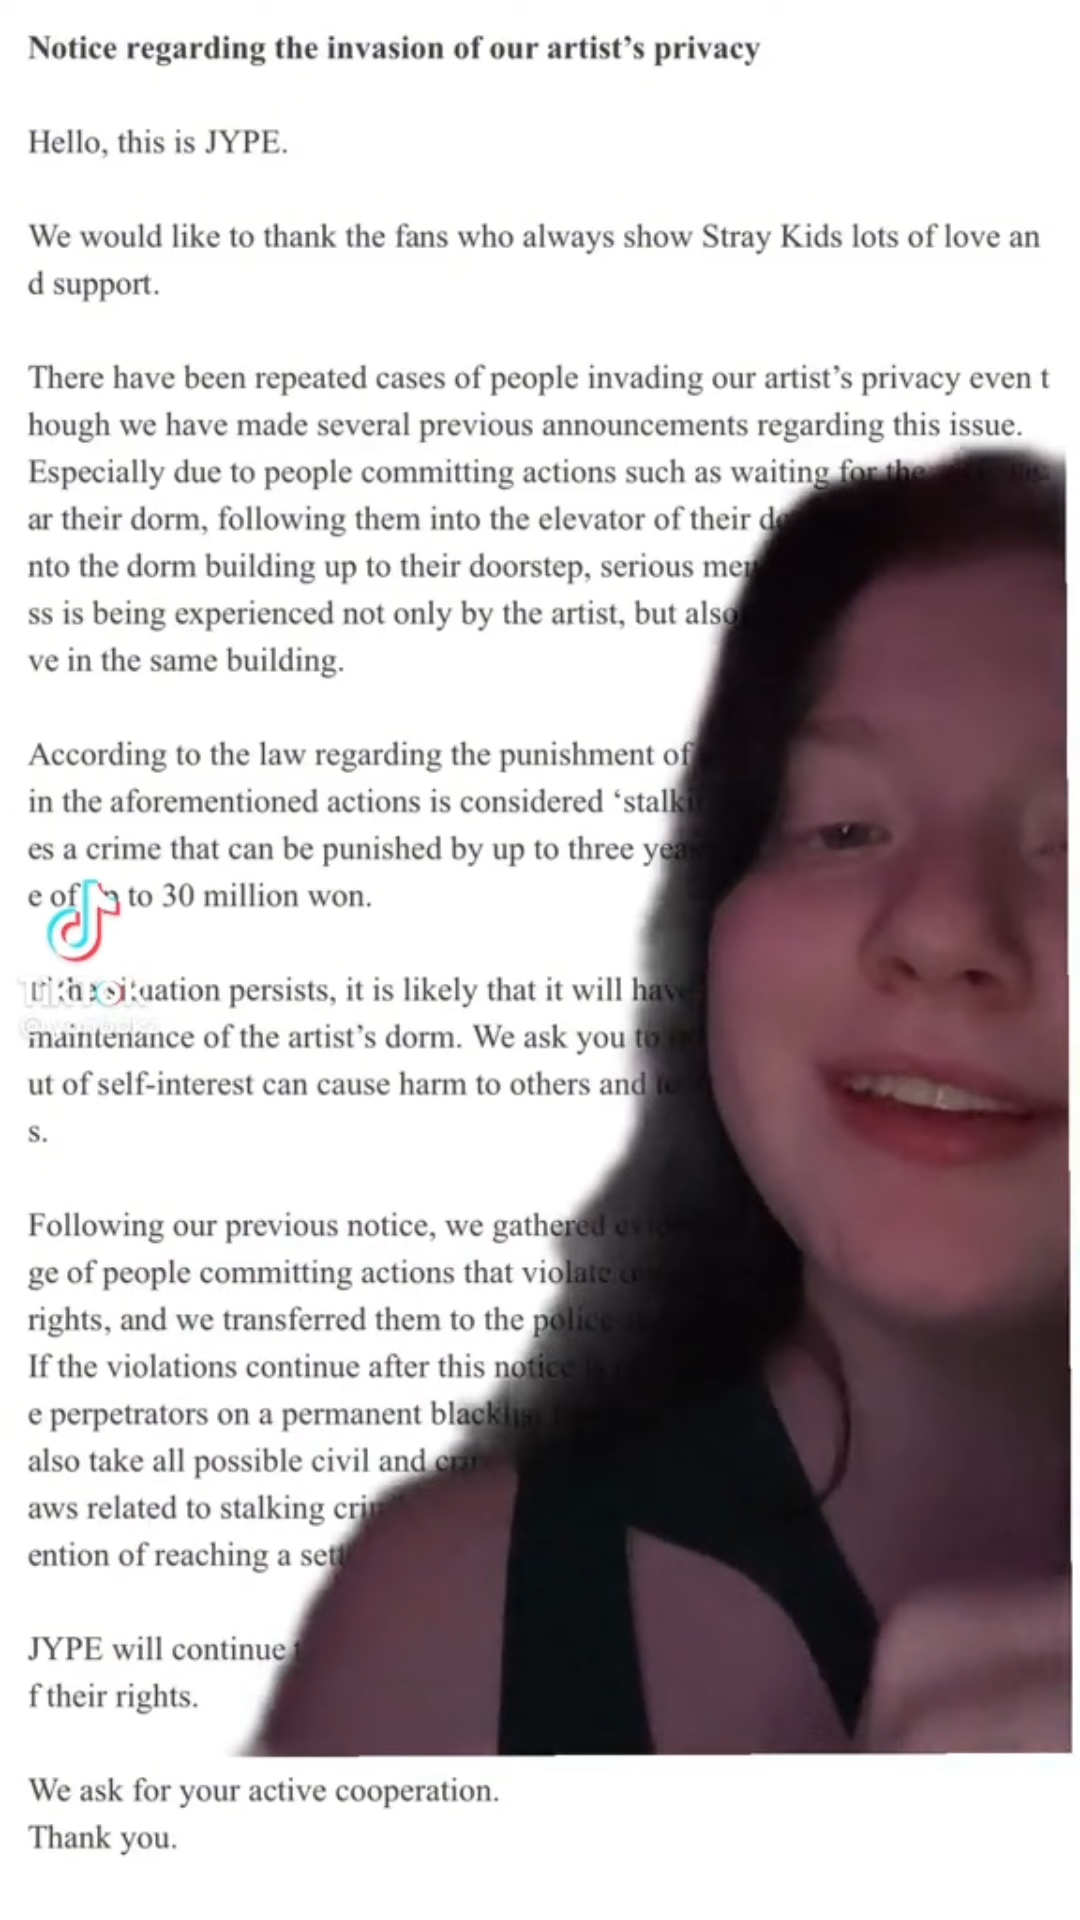 Notice regarding the invasion of our artist’s privacy
Hello, this is JYPE.
We would like to thank the fans who always show Stray Kids lots of love an
d support.
There have been repeated cases of people invading our artist’s privacy even t
hough we have made several previous announcements regarding this issue.
Especially due to people committing actions such as waiting for the
ar their dorm, following them into the elevator of their
nto the dorm building up to their doorstep, serious
ss is being experienced not only by the artist, but also
ve in the same building.
According to the law regarding the punishment of
in the aforementioned actions is considered
es a crime that can be punished by up to three
e of to 30 million won.
TikTok
situation persists, it is likely that it will have
maintenance of the artist’s dorm. We ask you to
ut of self-interest can cause harm to others and
s.
Following our previous notice, we gathered
ge of people committing actions that violate
rights, and we transferred them to the police
If the violations continue after this notice
e perpetrators on a permanent
also take all possible civil and
aws related to stalking
ention of reaching a
JYPE will continue
f their rights.
We ask for your active cooperation.
Thank you.